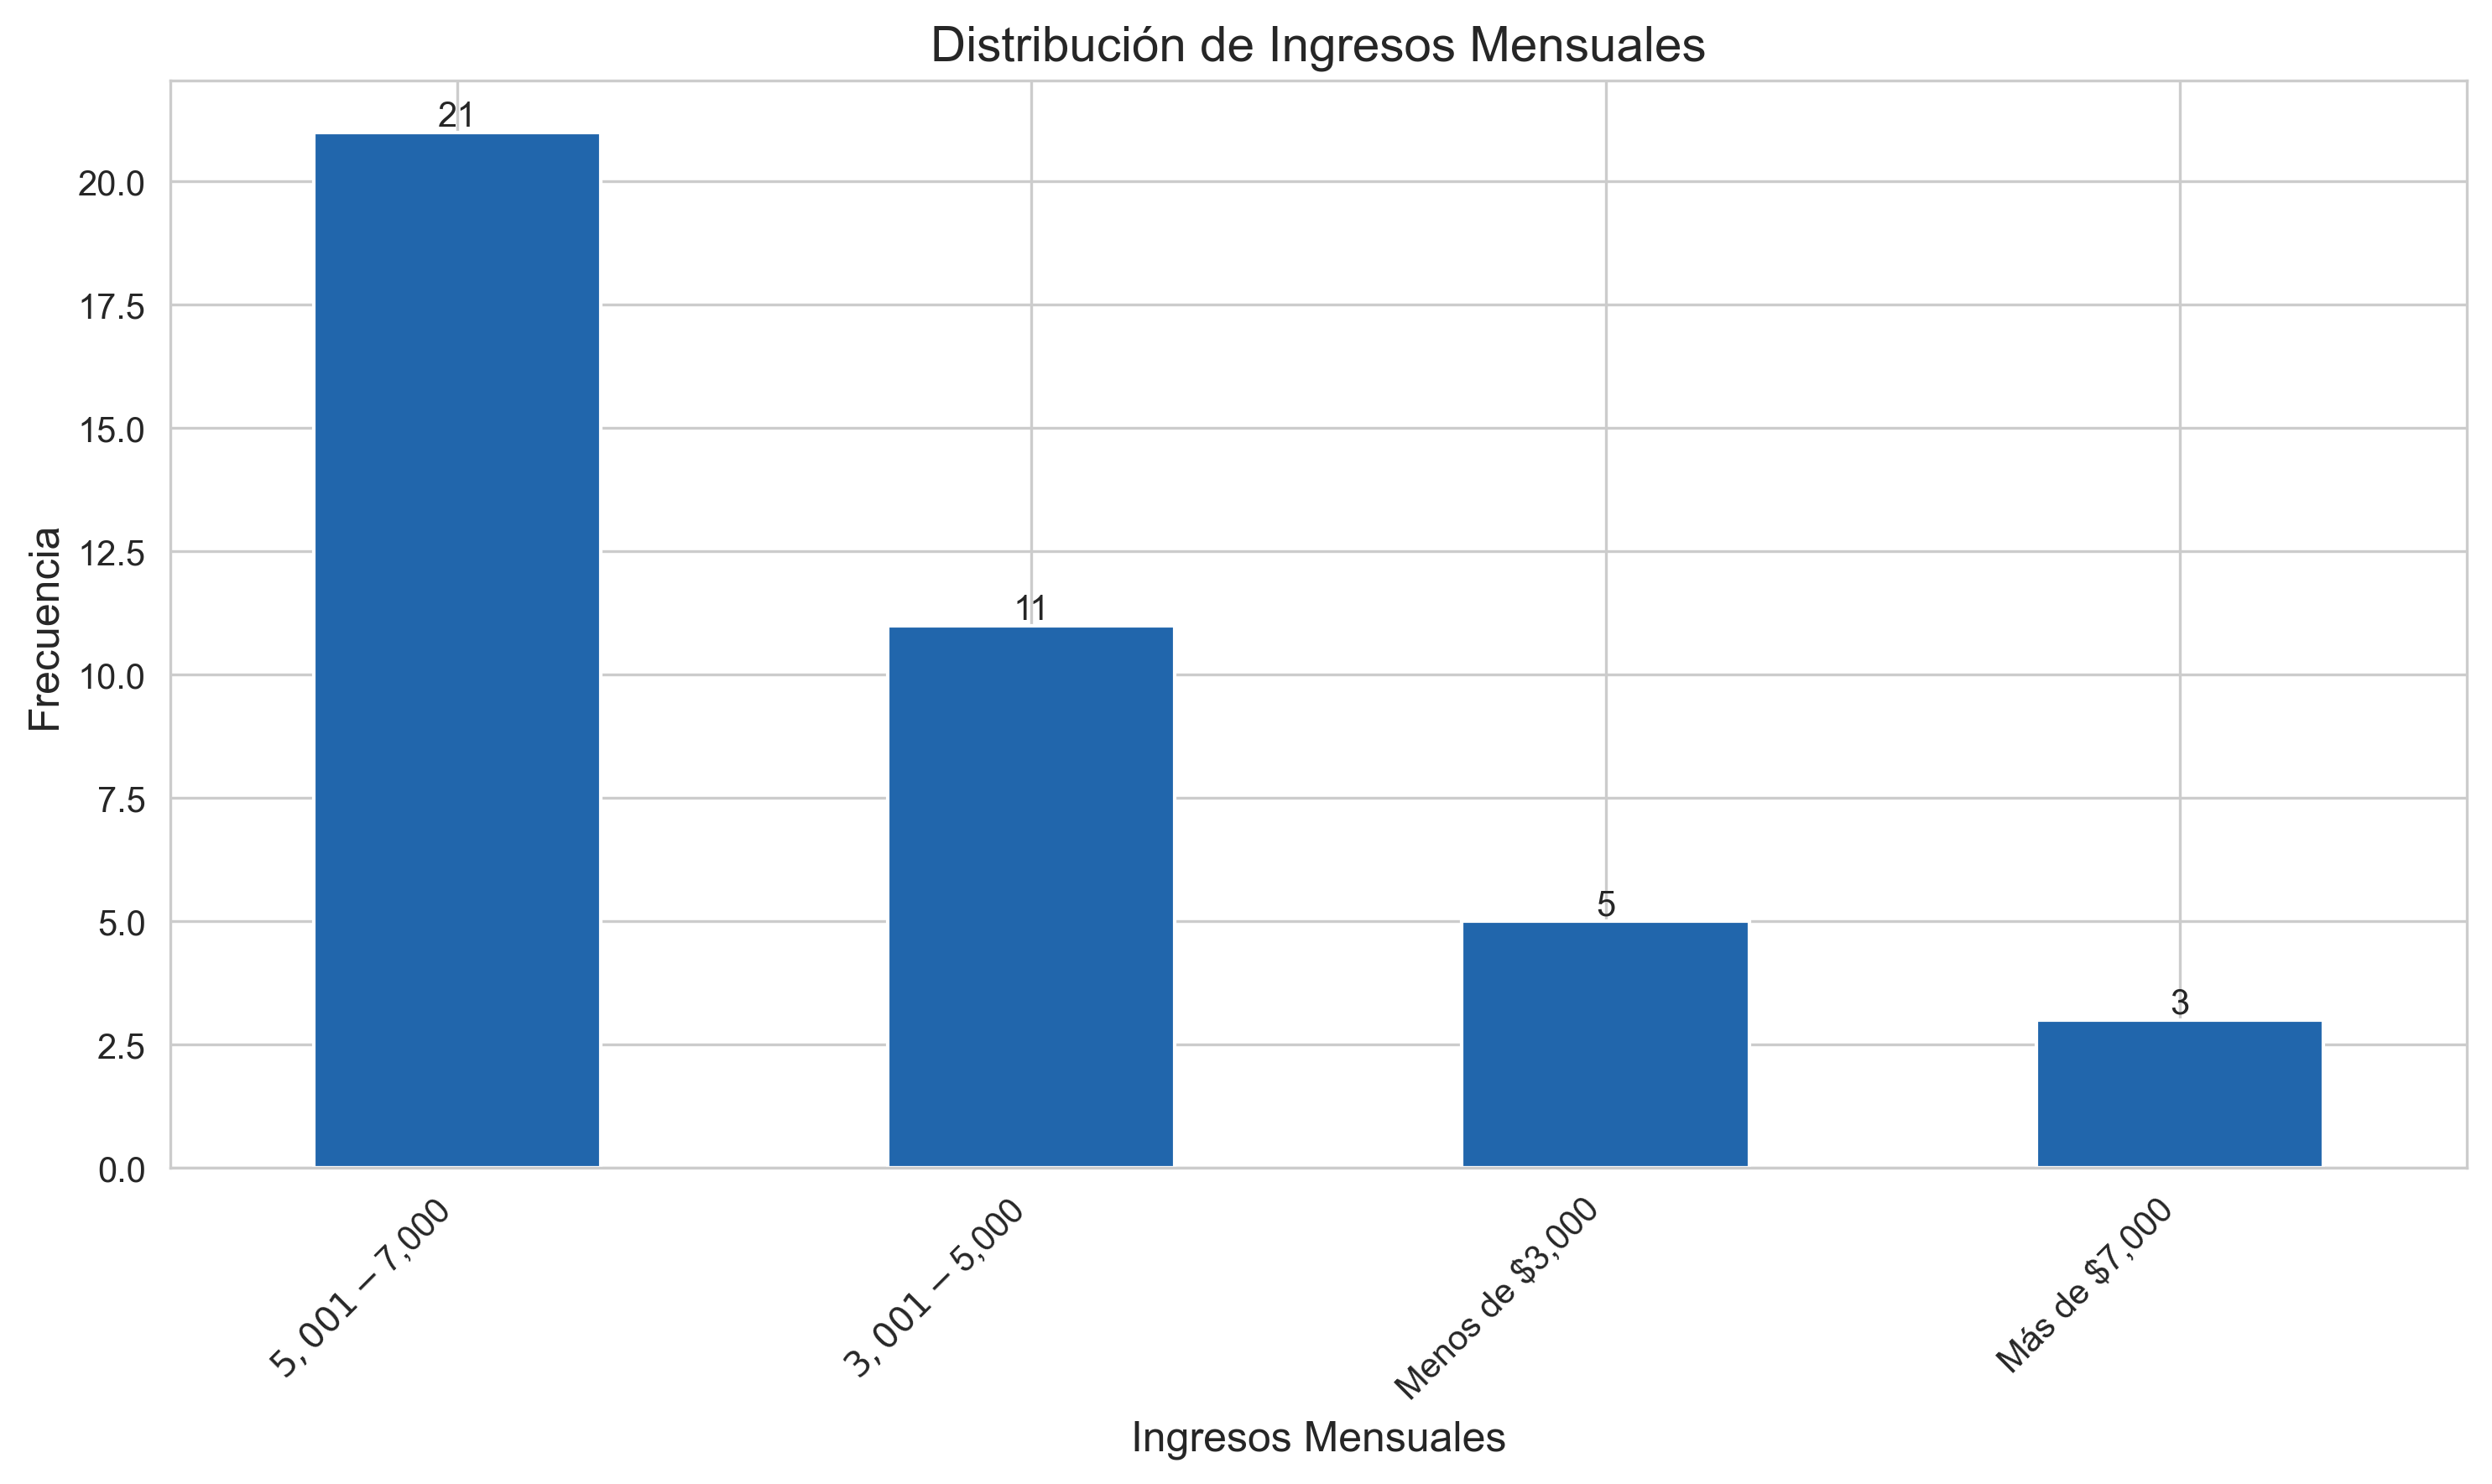 Distribución de Ingresos Mensuales
Frecuencia
20.0
17.5
15.0
12.5
10.0
7.5
5.0
2.5
0.0
21
11
5
3
5, 001 – 7,000
3, 001 – 5,000
Menos de $3,000
Más de $7,000
Ingresos Mensuales